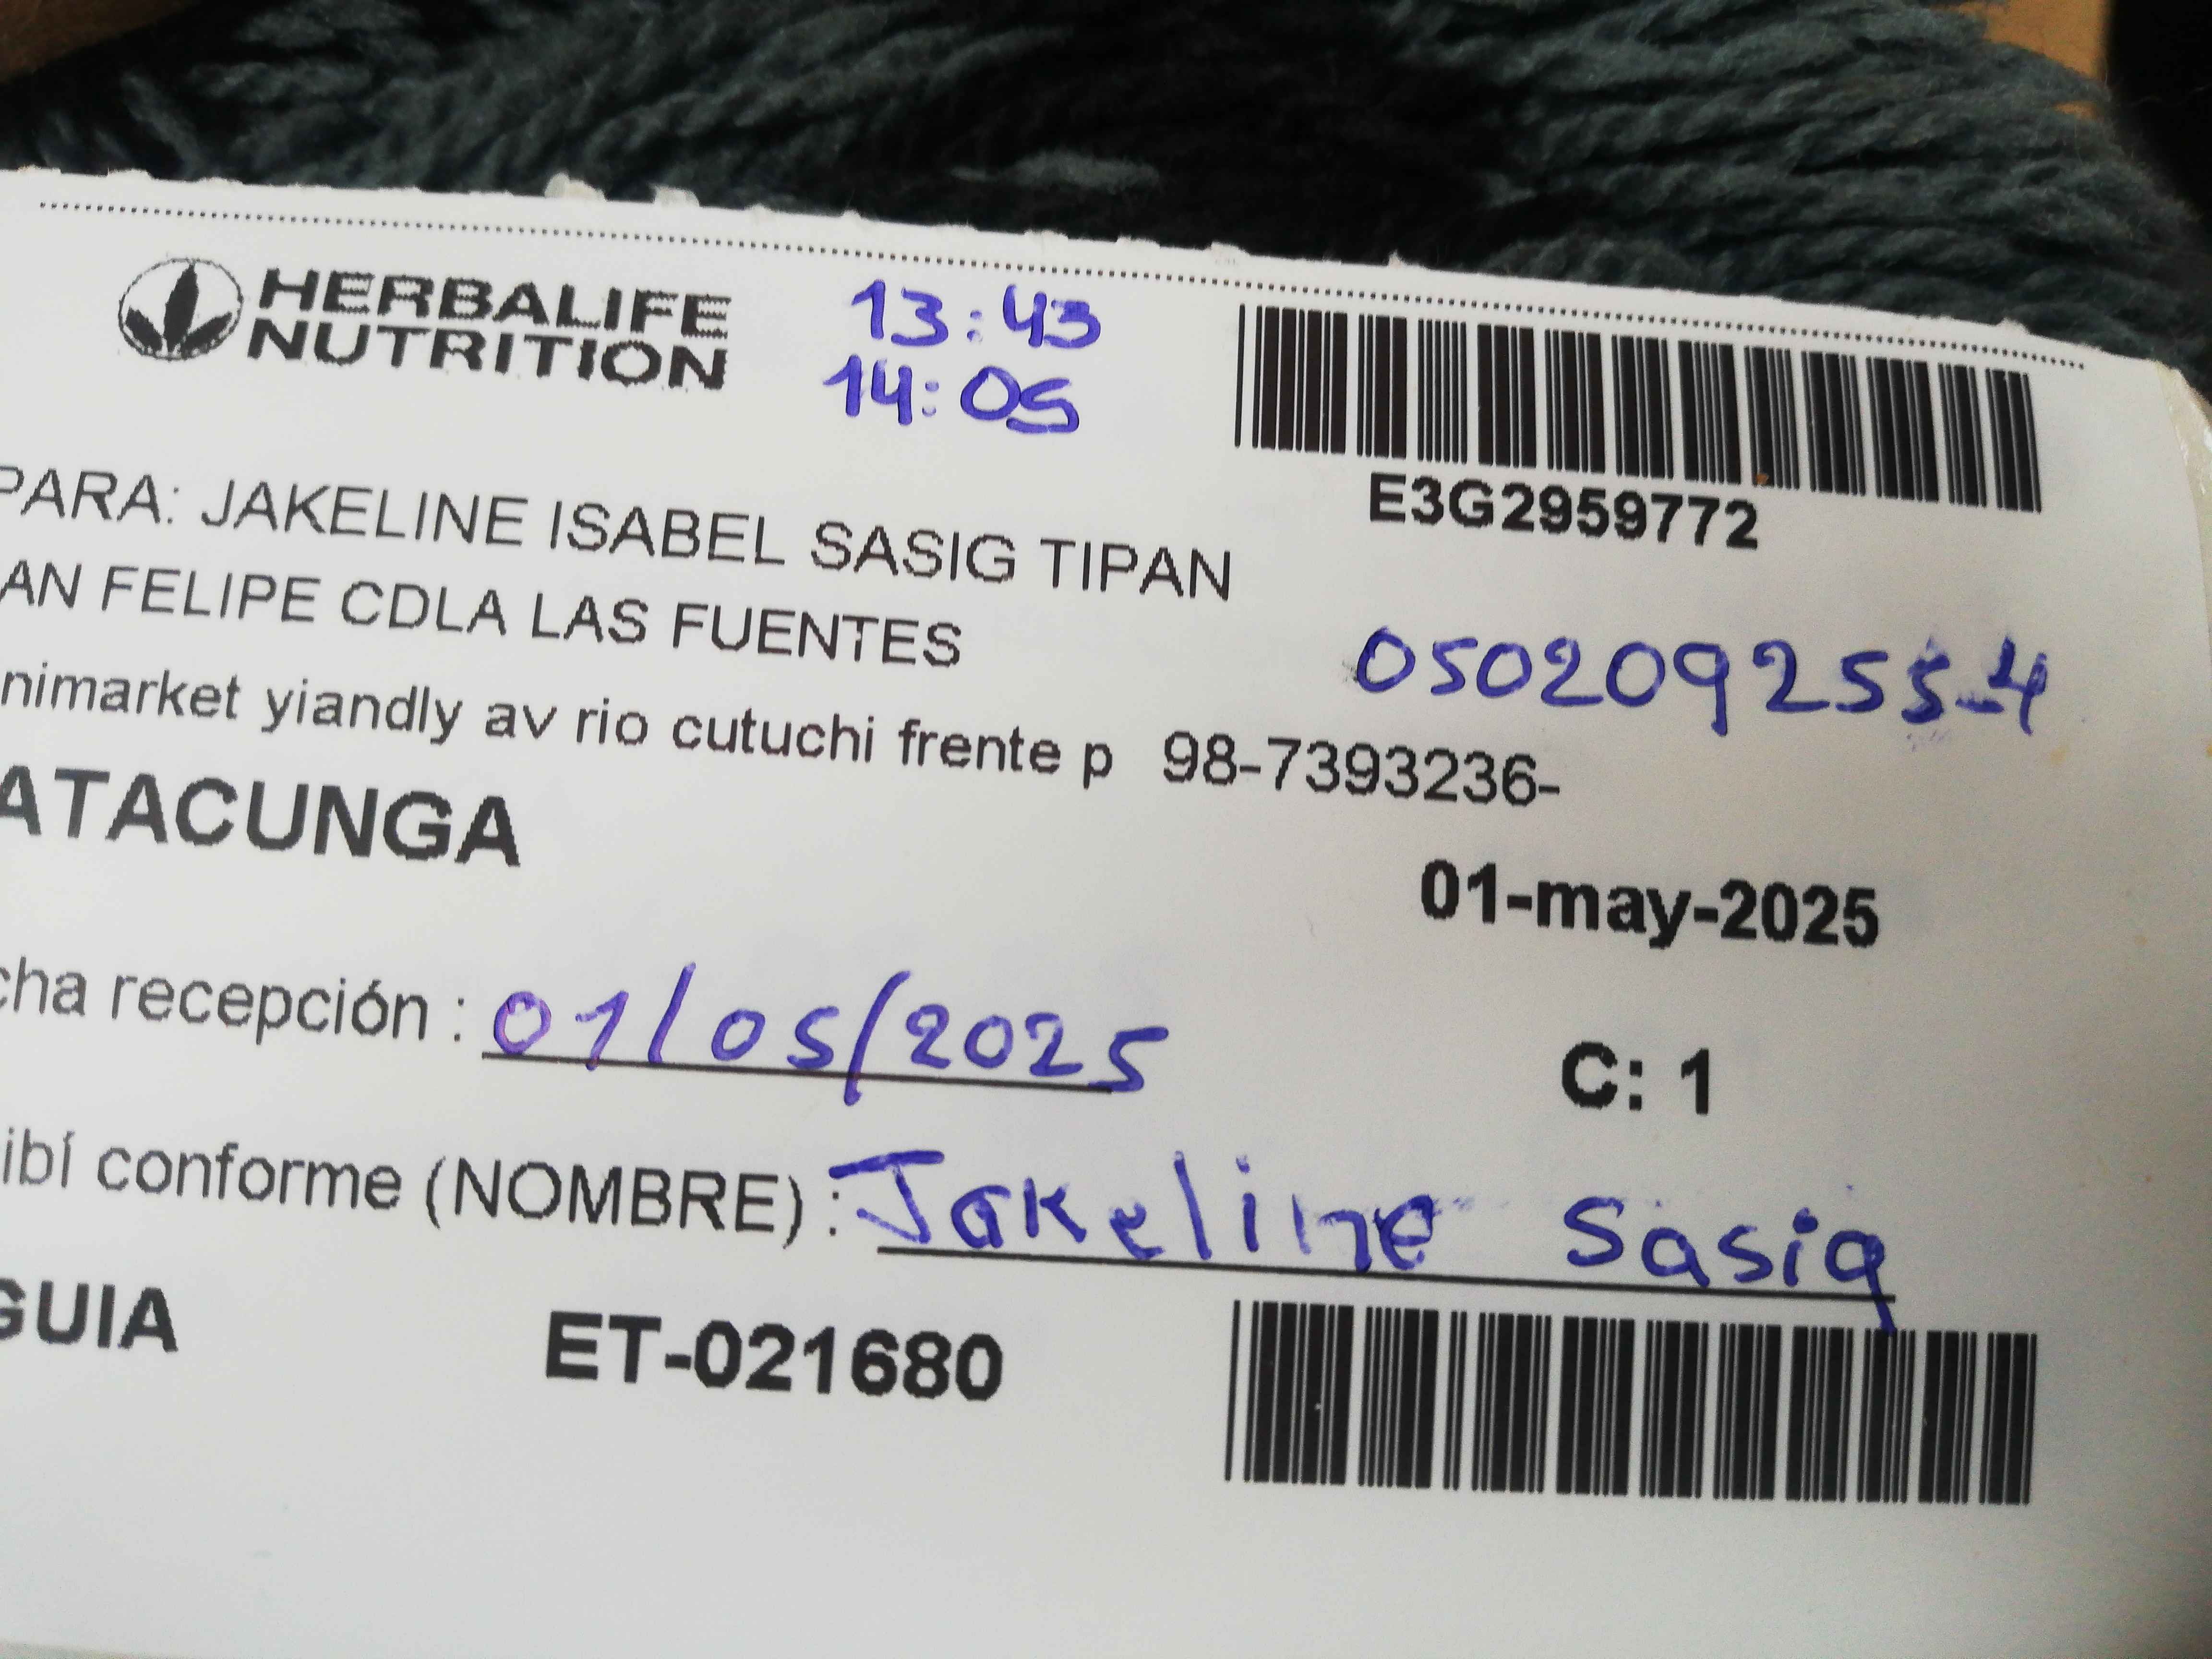 HERBALIFE
NUTRITION
13:43
14:05
E3G2959772
PARA: JAKELINE ISABEL SASIG TIPAN
AN FELIPE CDLA LAS FUENTES
050209255-4
nimarket yiandly av rio cutuchi frente p 98-7393236-
ATACUNGA
01-may-2025
cha recepción : 01/05/2025
C: 1
ibí conforme (NOMBRE) : Jakeline Sasig
GUIA ET-021680